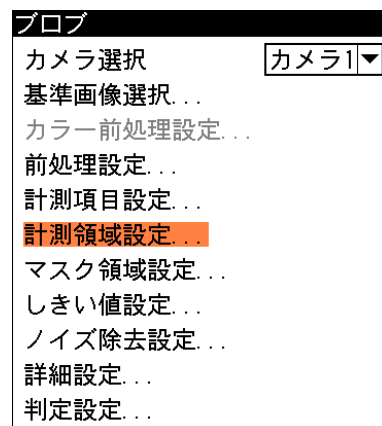 ブロブ
カメラ選択 カメラ1▼
基準画像選択...
カラー前処理設定...
前処理設定...
計測項目設定...
計測領域設定...
マスク領域設定...
しきい値設定...
ノイズ除去設定...
詳細設定...
判定設定...